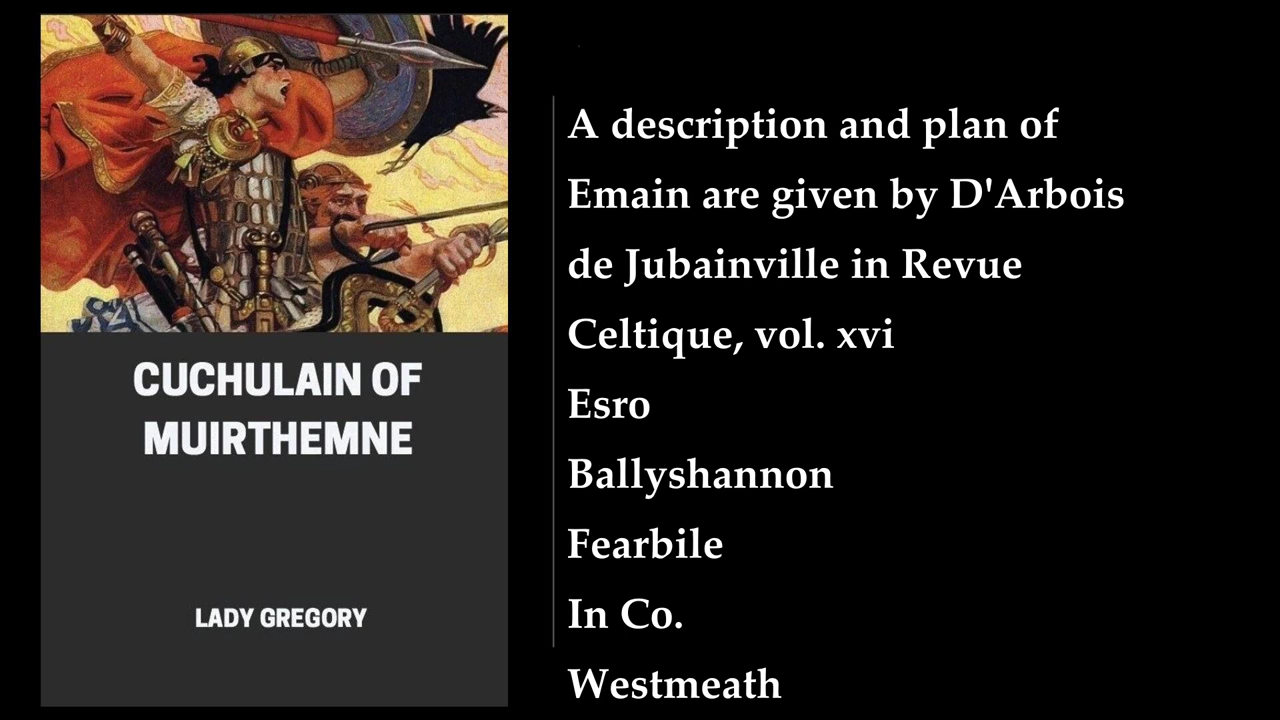 CUCHULAIN OF
MUIRTHEMNE
LADY GREGORY
A description and plan of
Emain are given by D'Arbois
de Jubainville in Revue
Celtique, vol. xvi
Esro
Ballyshannon
Fearbile
In Co.
Westmeath